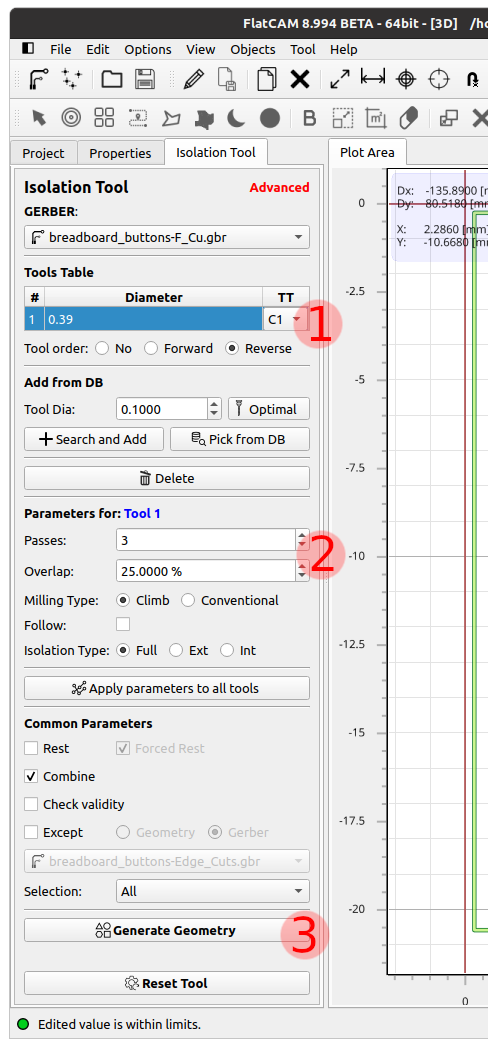 FlatCAM 8.994 BETA - 64bit - [3D] /ho
File Edit Options View Objects Tool Help
B
Project Properties Isolation Tool Plot Area
Isolation Tool Advanced
GERBER:
breadboard_buttons-F_Cu.gbr
Tools Table
# Diameter TT
1 0.39 C1
1
Tool order: No Forward Reverse
Add from DB
Tool Dia: 0.1000 Optimal
Search and Add Pick from DB
Delete
Parameters for: Tool 1
Passes: 3
2
Overlap: 25.0000 %
Milling Type: Climb Conventional
Follow:
Isolation Type: Full Ext Int
Apply parameters to all tools
Common Parameters
Rest Forced Rest
Combine
Check validity
Except Geometry Gerber
breadboard_buttons-Edge_Cuts.gbr
Selection: All
Generate Geometry
3
Reset Tool
Edited value is within limits.
Dx: -135.8900 [m
Dy: 80.5180 [mm
X: 2.2860 [mm]
Y: -10.6680 [mm
0
-2.5
-5
-7.5
-10
-12.5
-15
-17.5
-20
0